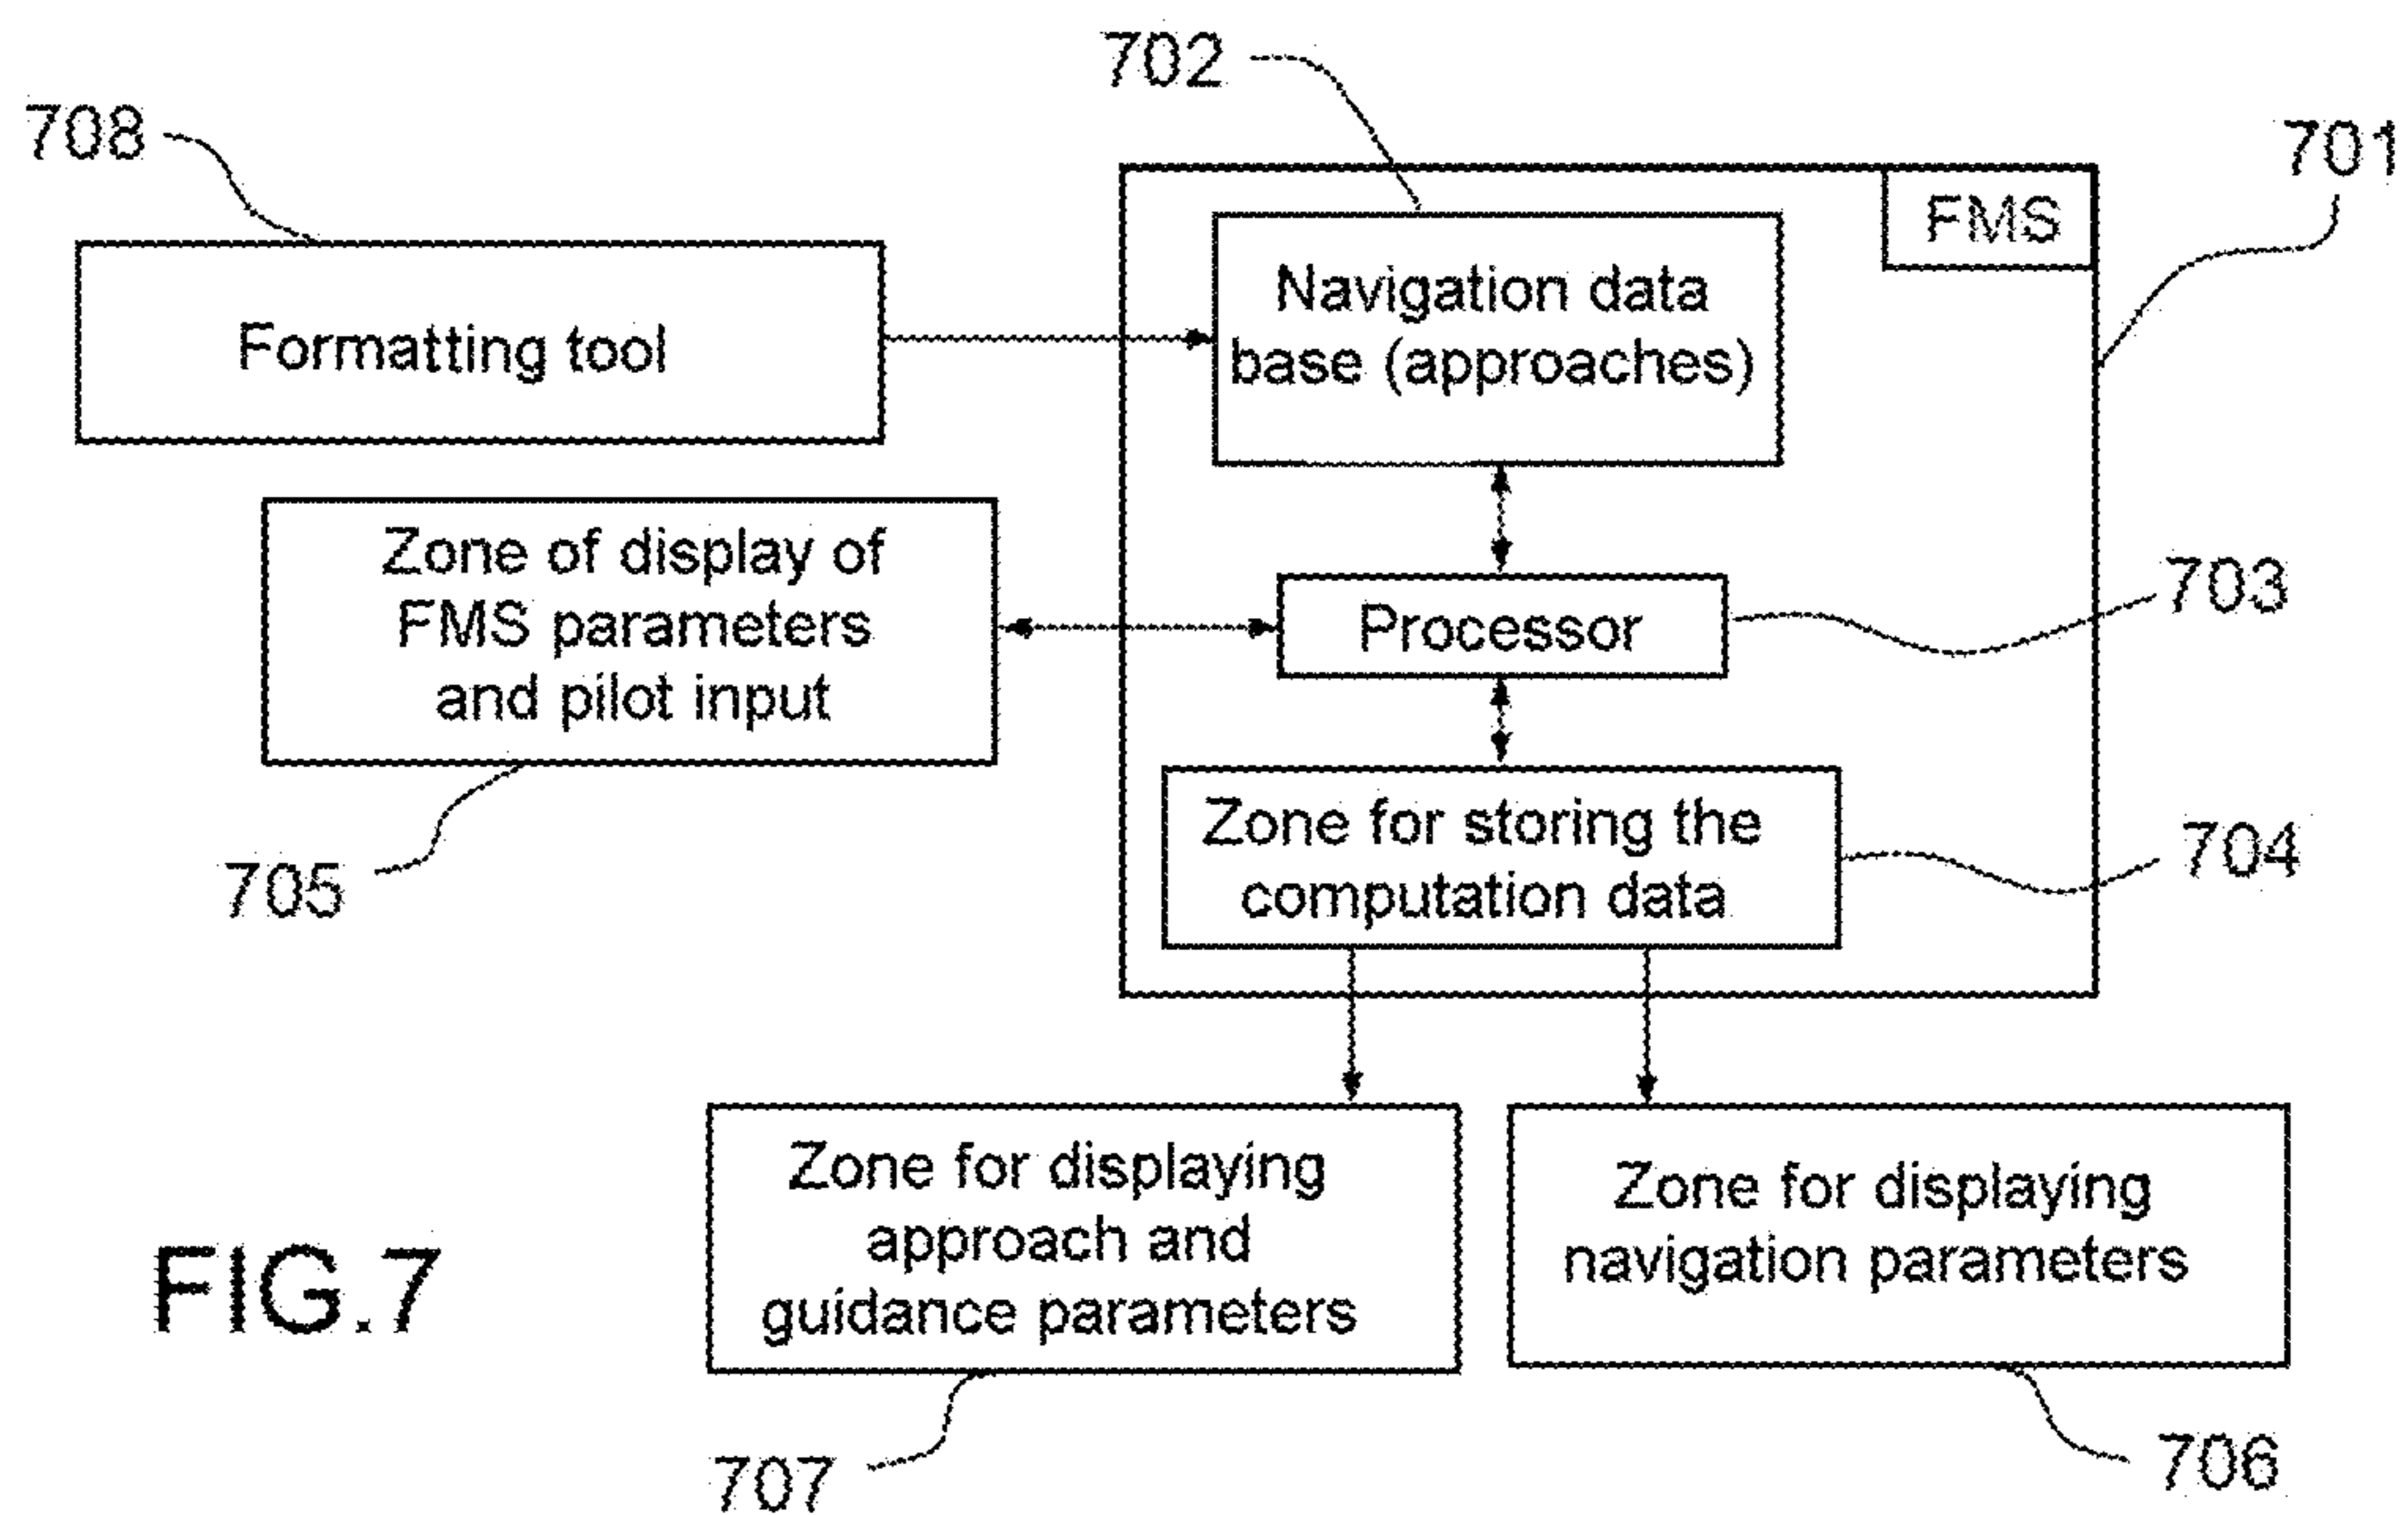 702
708
701
FMS
Navigation data
base (approaches)
Formatting tool
Zone of display of
FMS parameters
and pilot input
Processor
703
Zone for storing the
computation data
704
705
Zone for displaying
approach and
guidance parameters
Zone for displaying
navigation parameters
FIG.7
707
706